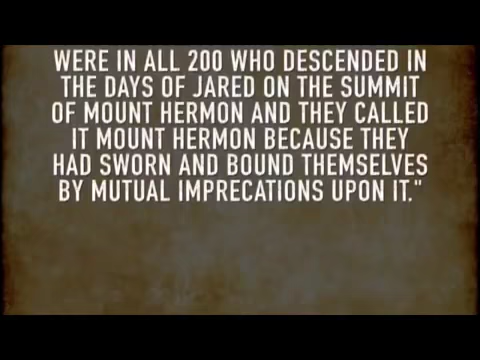 WERE IN ALL 200 WHO DESCENDED IN
THE DAYS OF JARED ON THE SUMMIT
OF MOUNT HERMON AND THEY CALLED
IT MOUNT HERMON BECAUSE THEY
HAD SWORN AND BOUND THEMSELVES
BY MUTUAL IMPRECATIONS UPON IT."